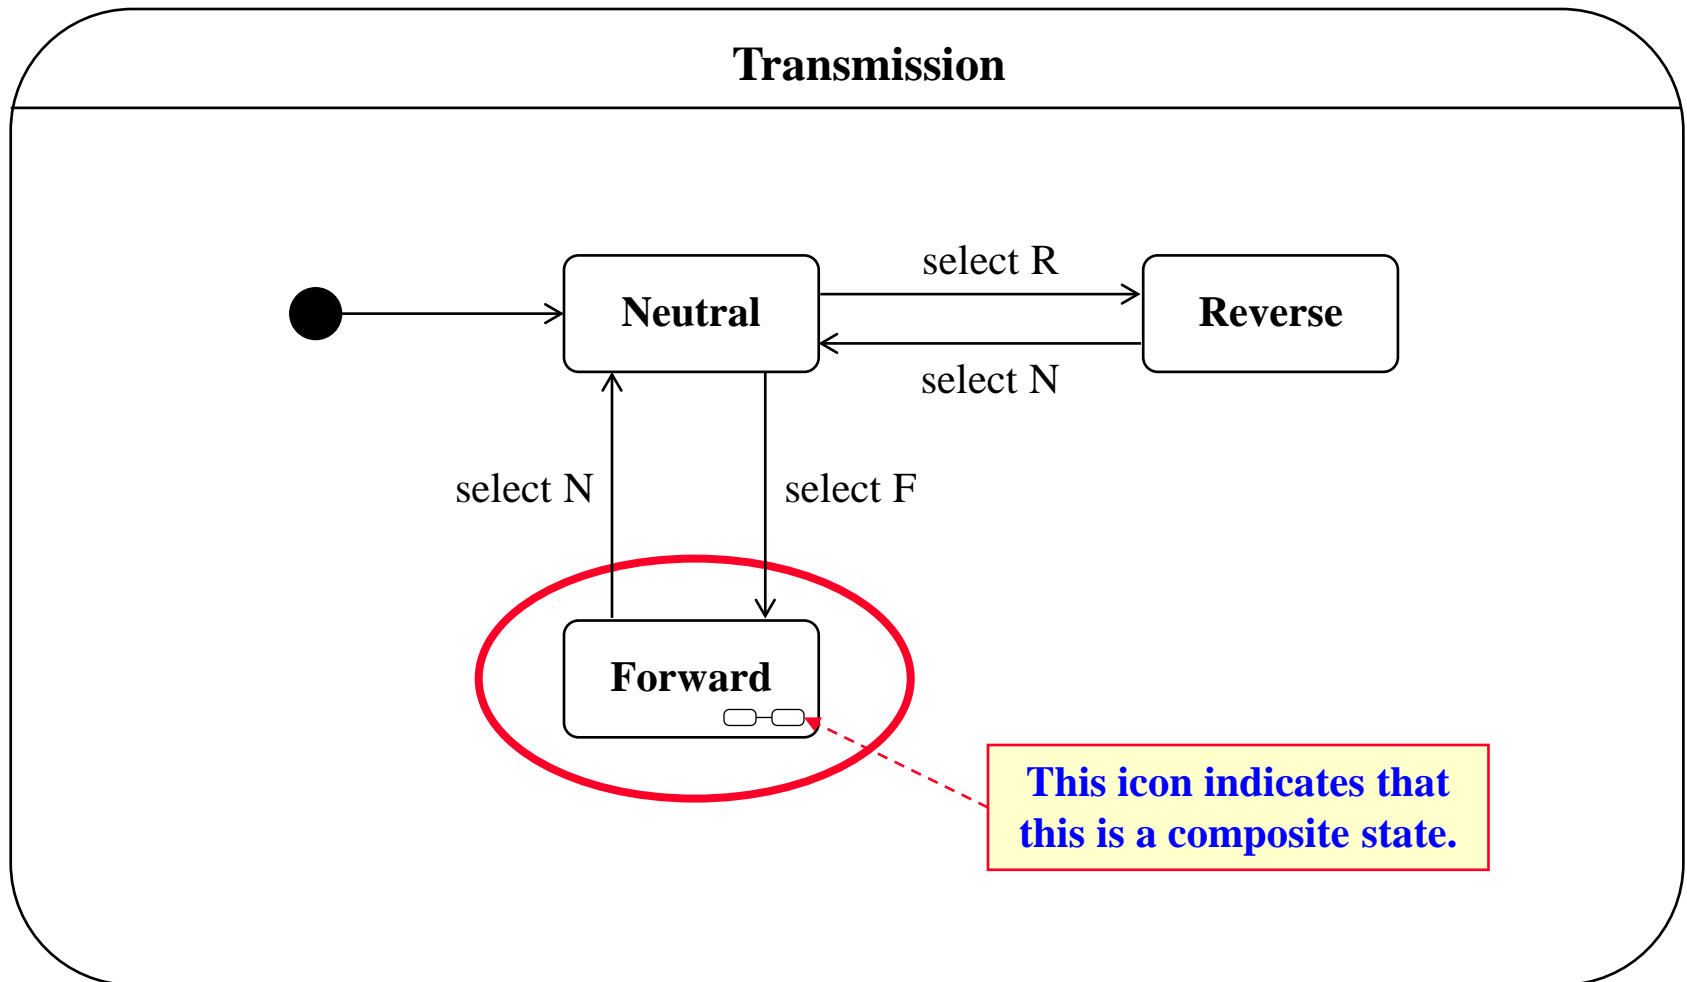 Transmission
select R
Neutral
Reverse
select N
select N
select F
Forward
This icon indicates that
this is a composite state.